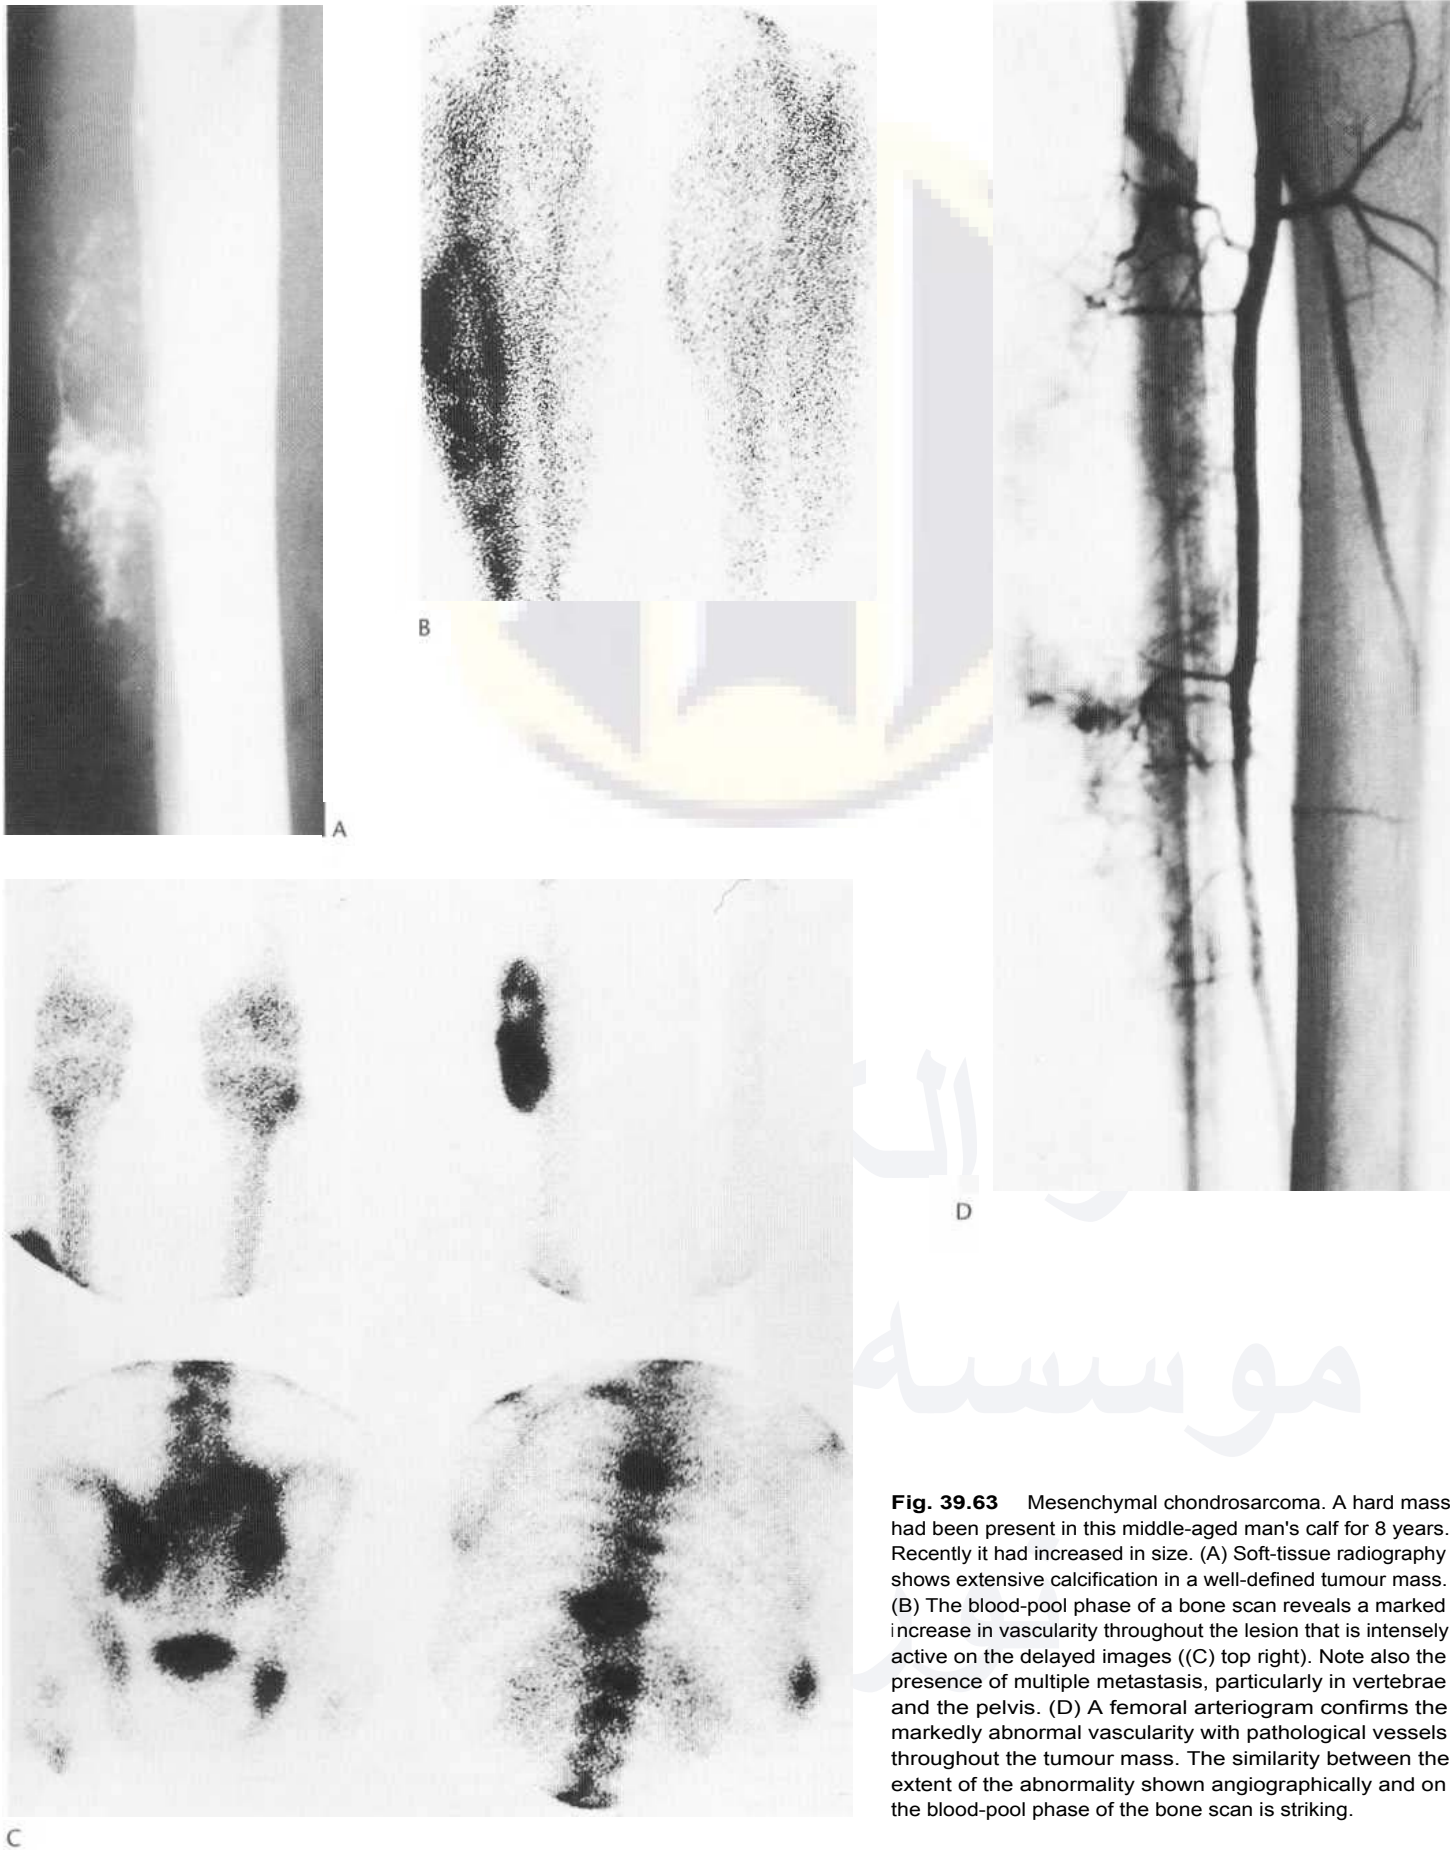 A
B
D
C
Fig. 39.63 Mesenchymal chondrosarcoma. A hard mass
had been present in this middle-aged man's calf for 8 years.
Recently it had increased in size. (A) Soft-tissue radiography
shows extensive calcification in a well-defined tumour mass.
(B) The blood-pool phase of a bone scan reveals a marked
increase in vascularity throughout the lesion that is intensely
active on the delayed images ((C) top right). Note also the
presence of multiple metastasis, particularly in vertebrae
and the pelvis. (D) A femoral arteriogram confirms the
markedly abnormal vascularity with pathological vessels
throughout the tumour mass. The similarity between the
extent of the abnormality shown angiographically and on
the blood-pool phase of the bone scan is striking.
موسسه
نور